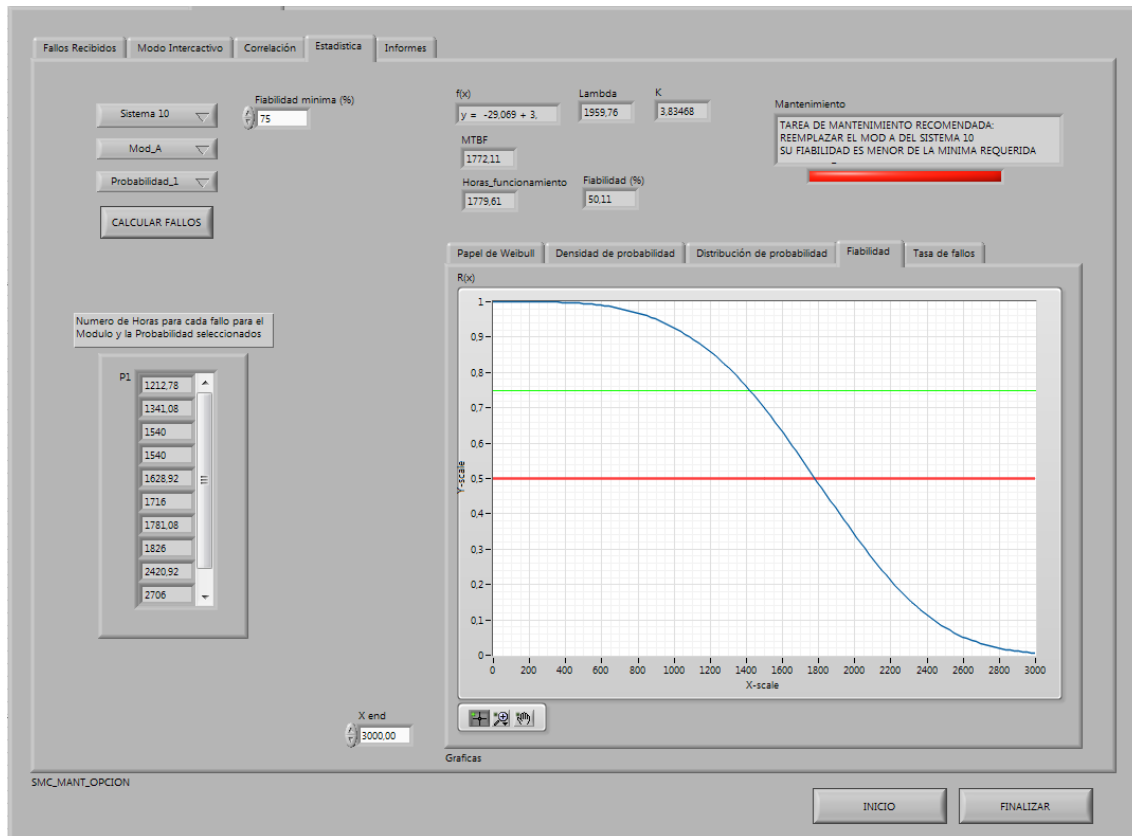 Fallos Recibidos
Modo Intercactivo
Correlación
Estadística
Informes
Sistema 10
Mod_A
Probabilidad_1
CALCULAR FALLOS
Fiabilidad minima (%)
75
f(x)
y = -29,069 + 3,
Lambda
1959,76
K
3,83468
MTBF
1772,11
Horas_funcionamiento
1779,61
Fiabilidad (%)
50,11
Mantenimiento
TAREA DE MANTENIMIENTO RECOMENDADA:
REEMPLAZAR EL MOD A DEL SISTEMA 10
SU FIABILIDAD ES MENOR DE LA MINIMA REQUERIDA
Numero de Horas para cada fallo para el
Modulo y la Probabilidad seleccionados
P1
1212,78
1341,08
1540
1540
1628,92
1716
1781,08
1826
2420,92
2706
X end
3000,00
Papel de Weibull
Densidad de probabilidad
Distribución de probabilidad
Fiabilidad
Tasa de fallos
R(x)
1
0,9
0,8
0,7
0,6
0,5
0,4
0,3
0,2
0,1
0
Y-scale
0 200 400 600 800 1000 1200 1400 1600 1800 2000 2200 2400 2600 2800 3000
X-scale
Graficas
SMC_MANT_OPCION
INICIO
FINALIZAR